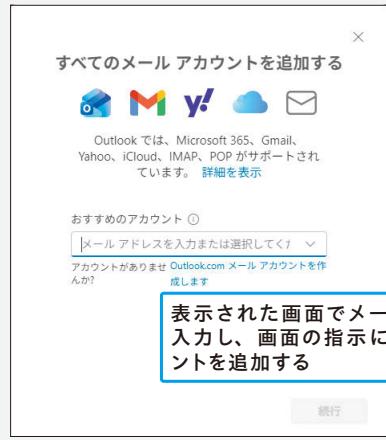 すべてのメール アカウントを追加する
Outlook では、Microsoft 365、Gmail、
Yahoo、iCloud、IMAP、POP がサポートされ
ています。 詳細を表示
おすすめのアカウント
メール アドレスを入力または選択してくだ
アカウントがありませ Outlook.com メール アカウントを作
んか? 成します
表示された画面でメー
入力し、画面の指示に
ントを追加する
続行